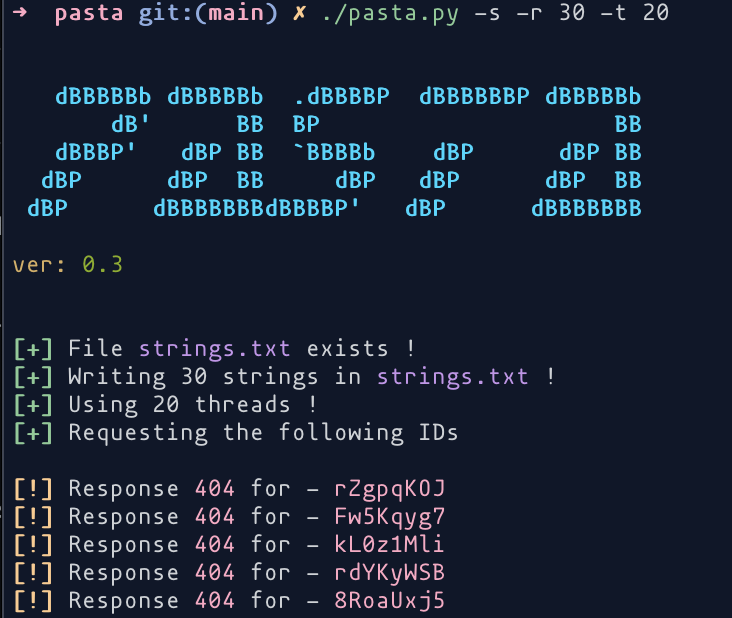 ➜  pasta git:(main) ✗ ./pasta.py -s -r 30 -t 20
   dBBBBBb dBBBBBb  .dBBBBP  dBBBBBBP dBBBBBb
       dB'      BB  BP                     BB
   dBBBP'   dBP BB  `BBBBb    dBP      dBP BB
  dBP      dBP  BB     dBP   dBP      dBP  BB
 dBP      dBBBBBBBdBBBBP'   dBP      dBBBBBBB
ver: 0.3
[+] File strings.txt exists !
[+] Writing 30 strings in strings.txt !
[+] Using 20 threads !
[+] Requesting the following IDs
[!] Response 404 for - rZgpqKOJ
[!] Response 404 for - Fw5Kqyg7
[!] Response 404 for - kL0z1Mli
[!] Response 404 for - rdYKyWSB
[!] Response 404 for - 8RoaUxj5